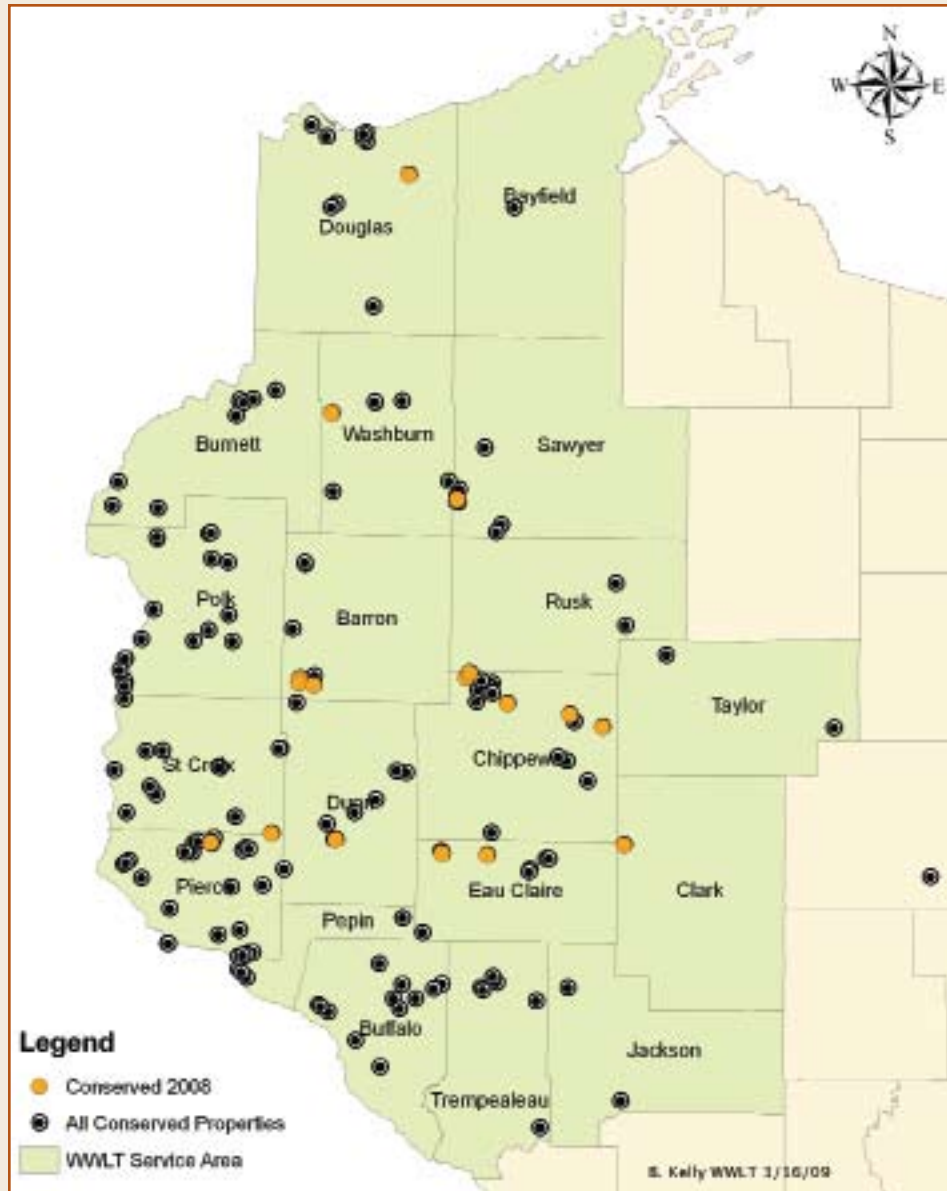 N
W E
S
Bayfield
Douglas
Burnett
Washburn
Sawyer
Polk
Barron
Rusk
Taylor
St Croix
Chippewa
Dunn
Pierce
Eau Claire
Clark
Pepin
Buffalo
Jackson
Trempealeau
Legend
Conserved 2008
All Conserved Properties
WWLT Service Area
B. Kelly WWLT 3/16/09